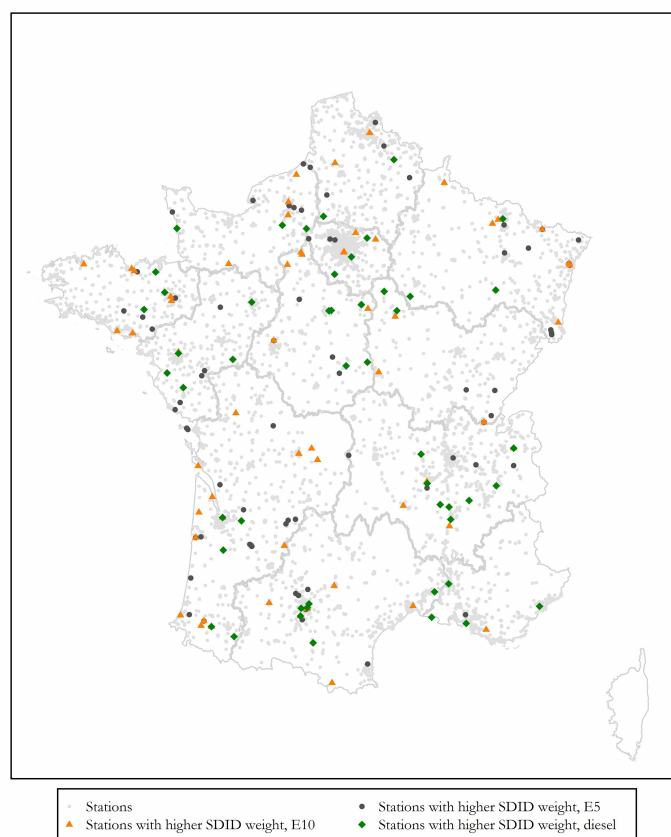 Stations
Stations with higher SDID weight, E5
Stations with higher SDID weight, E10
Stations with higher SDID weight, diesel